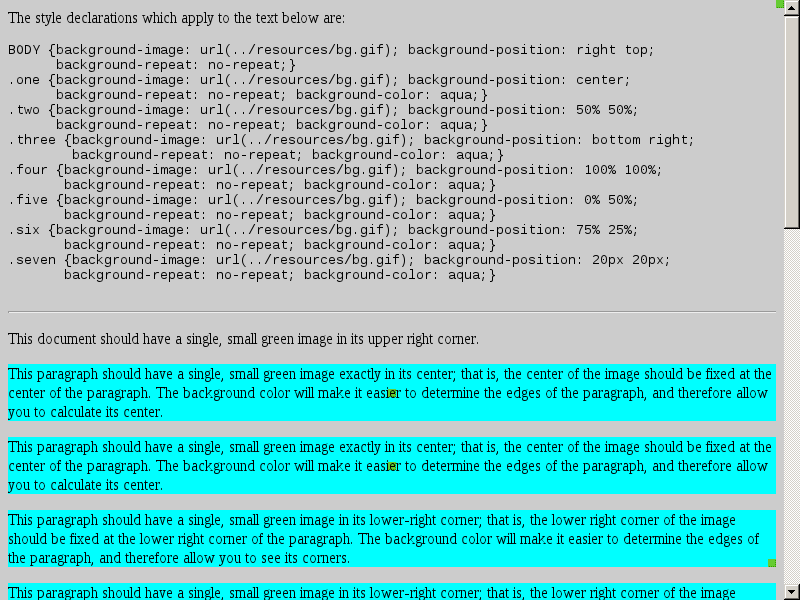 The style declarations which apply to the text below are:
BODY {background-image: url(../resources/bg.gif); background-position: right top;
background-repeat: no-repeat;}
.one {background-image: url(../resources/bg.gif); background-position: center;
background-repeat: no-repeat; background-color: aqua;}
.two {background-image: url(../resources/bg.gif); background-position: 50% 50%;
background-repeat: no-repeat; background-color: aqua;}
.three {background-image: url(../resources/bg.gif); background-position: bottom right;
background-repeat: no-repeat; background-color: aqua;}
.four {background-image: url(../resources/bg.gif); background-position: 100% 100%;
background-repeat: no-repeat; background-color: aqua;}
.five {background-image: url(../resources/bg.gif); background-position: 0% 50%;
background-repeat: no-repeat; background-color: aqua;}
.six {background-image: url(../resources/bg.gif); background-position: 75% 25%;
background-repeat: no-repeat; background-color: aqua;}
.seven {background-image: url(../resources/bg.gif); background-position: 20px 20px;
background-repeat: no-repeat; background-color: aqua;}
This document should have a single, small green image in its upper right corner.
This paragraph should have a single, small green image exactly in its center; that is, the center of the image should be fixed at the
center of the paragraph. The background color will make it easier to determine the edges of the paragraph, and therefore allow
you to calculate its center.
This paragraph should have a single, small green image exactly in its center; that is, the center of the image should be fixed at the
center of the paragraph. The background color will make it easier to determine the edges of the paragraph, and therefore allow
you to calculate its center.
This paragraph should have a single, small green image in its lower-right corner; that is, the lower right corner of the image
should be fixed at the lower right corner of the paragraph. The background color will make it easier to determine the edges of
the paragraph, and therefore allow you to see its corners.
This paragraph should have a single, small green image in its lower-right corner; that is, the lower right corner of the image